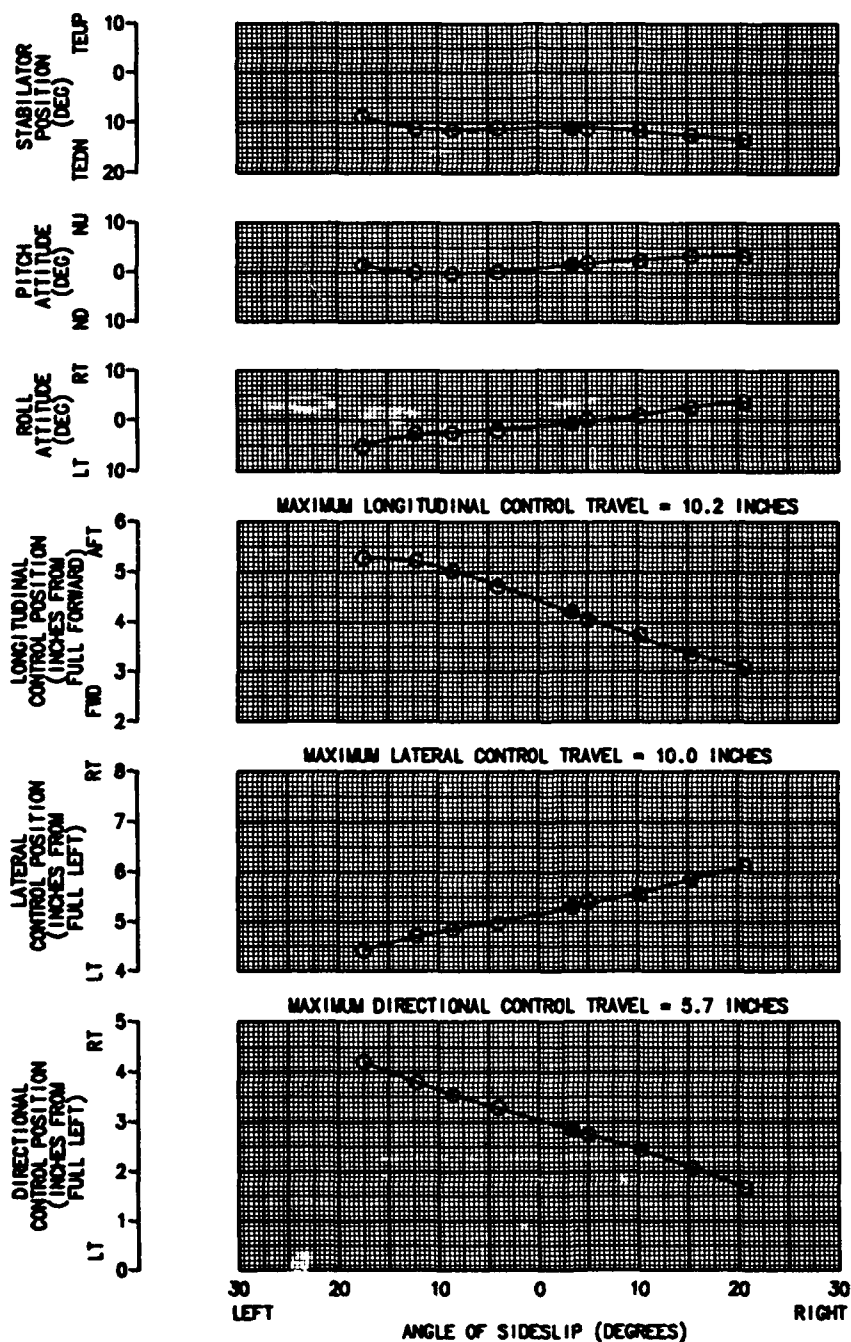 STABILATOR
POSITION
(DEG)
TEDN TEUP
10
0
10
20
PITCH
ATTITUDE
(DEG)
ND NU
10
0
10
ROLL
ATTITUDE
(DEG)
LT RT
10
0
10
MAXIMUM LONGITUDINAL CONTROL TRAVEL = 10.2 INCHES
LONGITUDINAL
CONTROL POSITION
(INCHES FROM
FULL FORWARD)
FWD AFT
6
5
4
3
2
MAXIMUM LATERAL CONTROL TRAVEL = 10.0 INCHES
LATERAL
CONTROL POSITION
(INCHES FROM
FULL LEFT)
LT RT
8
7
6
5
4
MAXIMUM DIRECTIONAL CONTROL TRAVEL = 5.7 INCHES
DIRECTIONAL
CONTROL POSITION
(INCHES FROM
FULL LEFT)
LT RT
5
4
3
2
1
0
30 20 10 0 10 20 30
LEFT RIGHT
ANGLE OF SIDESLIP (DEGREES)